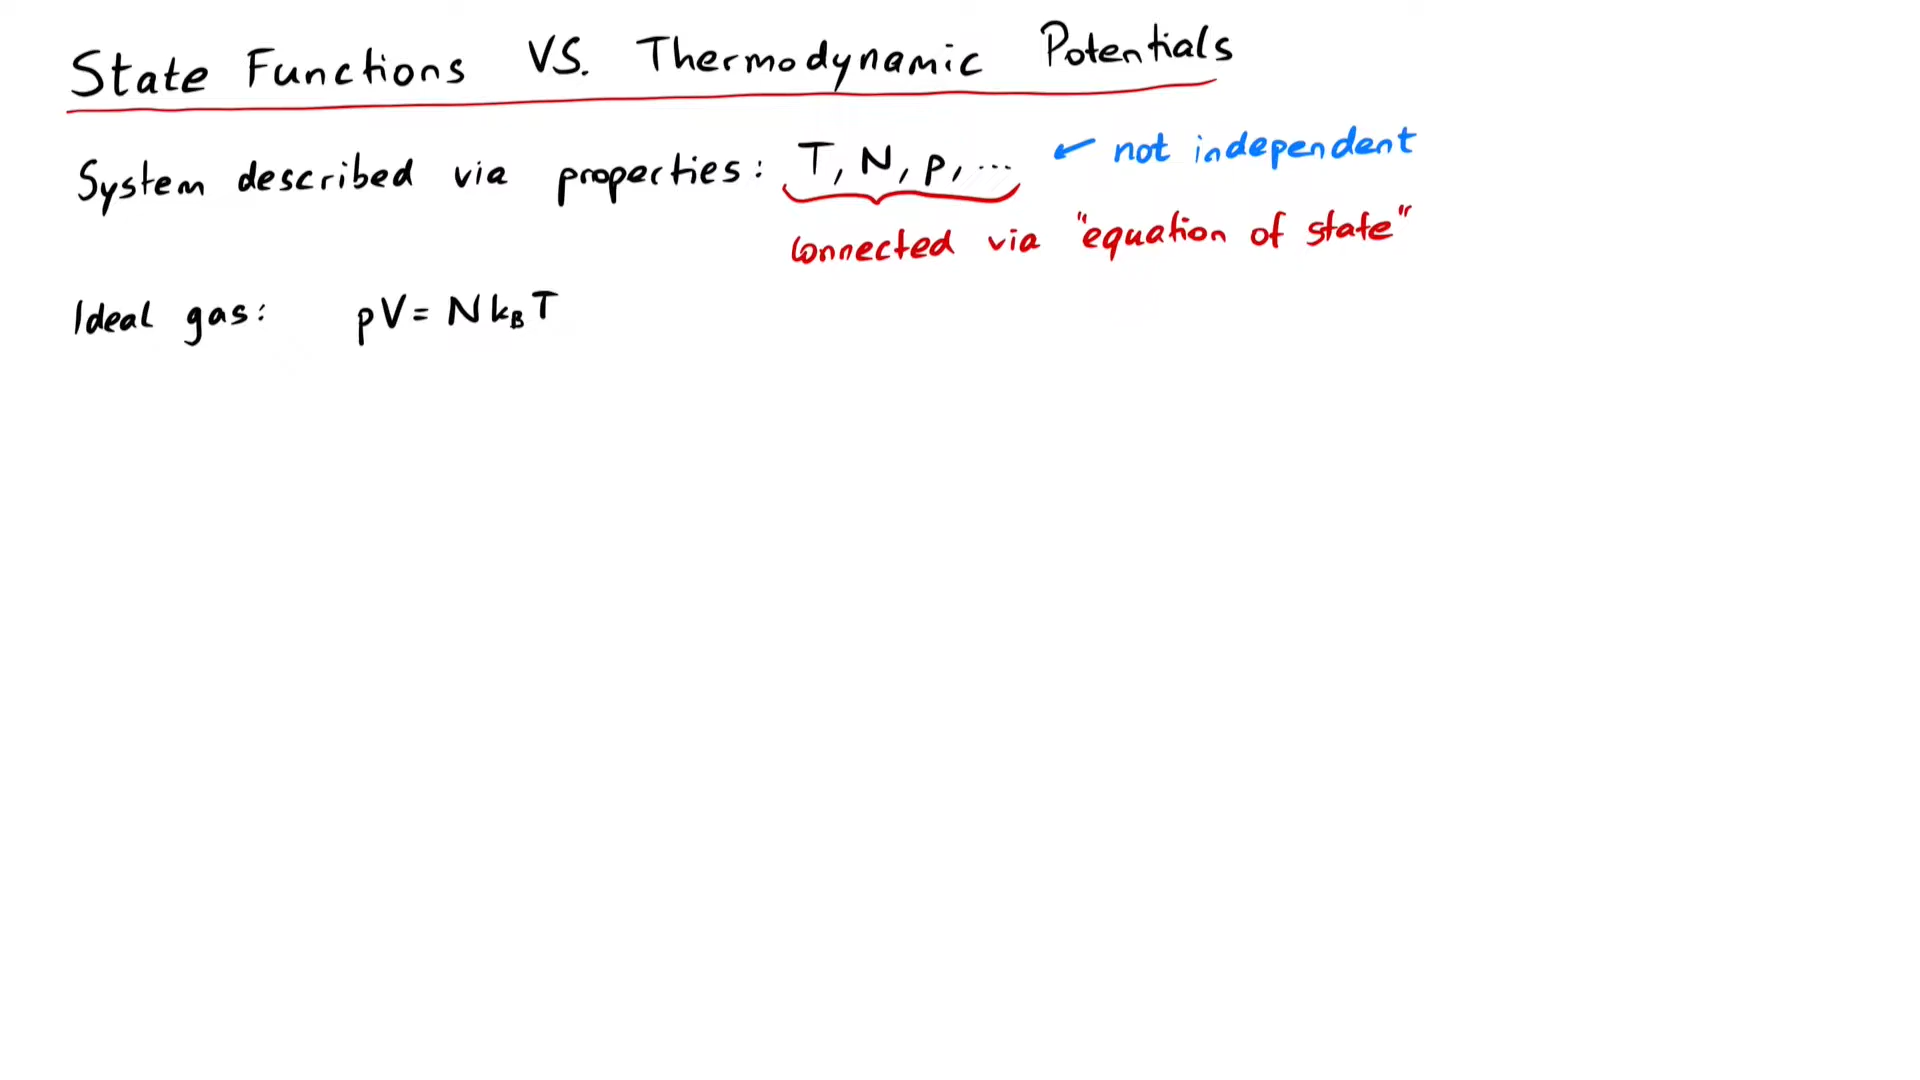 State Functions VS. Thermodynamic Potentials
System described via properties: T, N, p, ... ↙ not independent
connected via "equation of state"
Ideal gas: pV = N k_B T